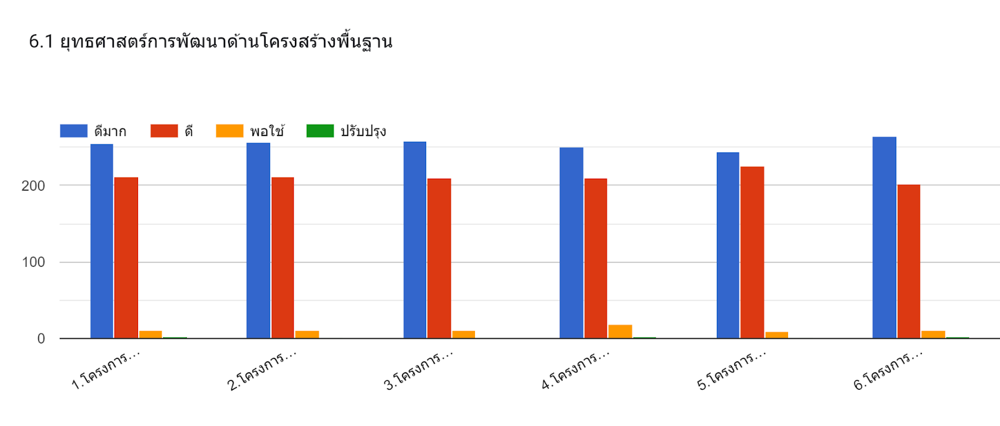 6.1 ยุทธศาสตร์การพัฒนาด้านโครงสร้างพื้นฐาน
ดีมาก ดี พอใช้ ปรับปรุง
200
100
0
1.โครงการ... 2.โครงการ... 3.โครงการ... 4.โครงการ... 5.โครงการ... 6.โครงการ...